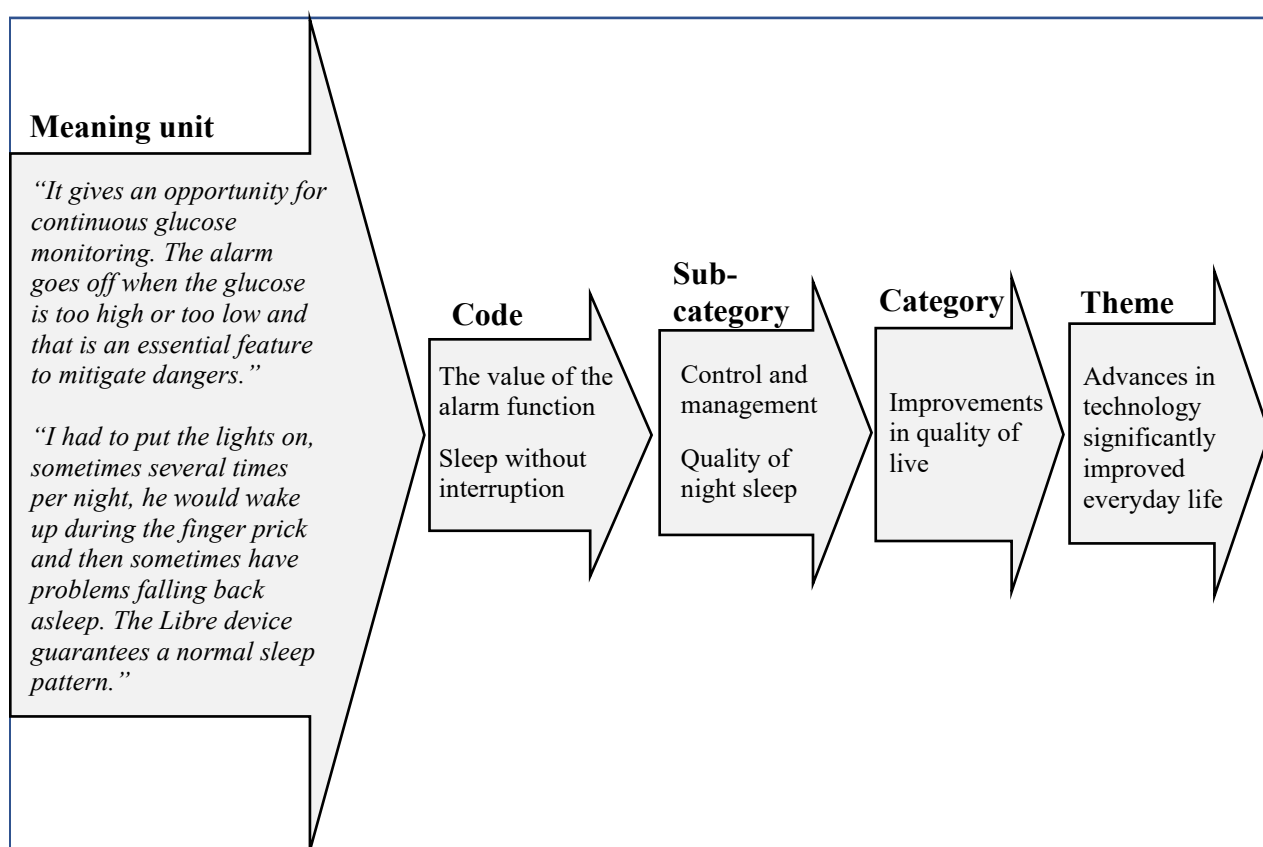 Meaning unit
“It gives an opportunity for
continuous glucose
monitoring. The alarm
goes off when the glucose
is too high or too low and
that is an essential feature
to mitigate dangers.”
“I had to put the lights on,
sometimes several times
per night, he would wake
up during the finger prick
and then sometimes have
problems falling back
asleep. The Libre device
guarantees a normal sleep
pattern.”
Code
The value of the
alarm function
Sleep without
interruption
Sub-
category
Control and
management
Quality of
night sleep
Category
Improvements
in quality of
live
Theme
Advances in
technology
significantly
improved
everyday life